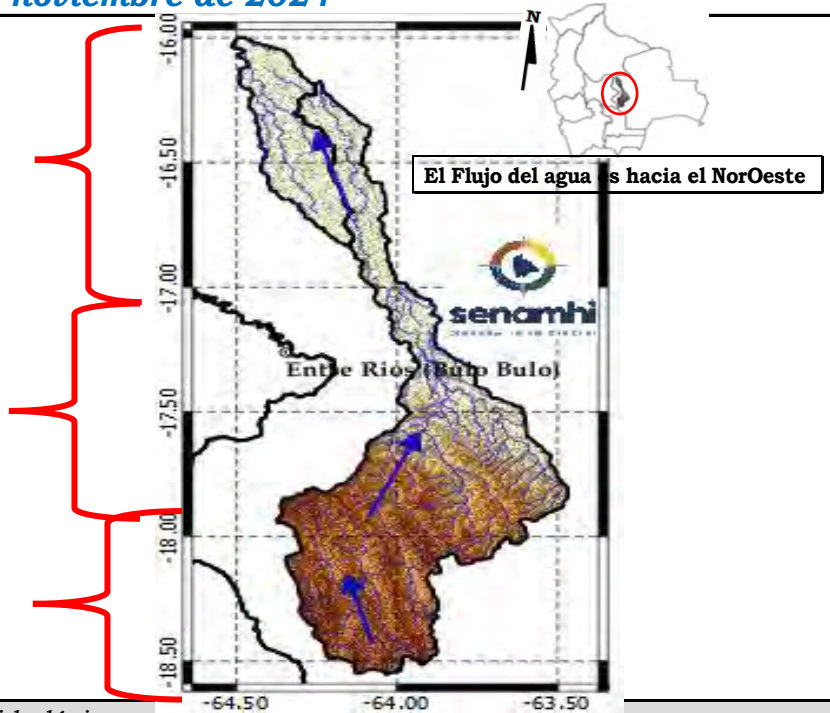 noviembre de 2024
-16.00
N
-16.50
El Flujo del agua es hacia el NorOeste
-17.00
senamhi
Entre Rios (Bulo Bulo)
-17.50
-18.00
-18.50
-64.50
-64.00
-63.50